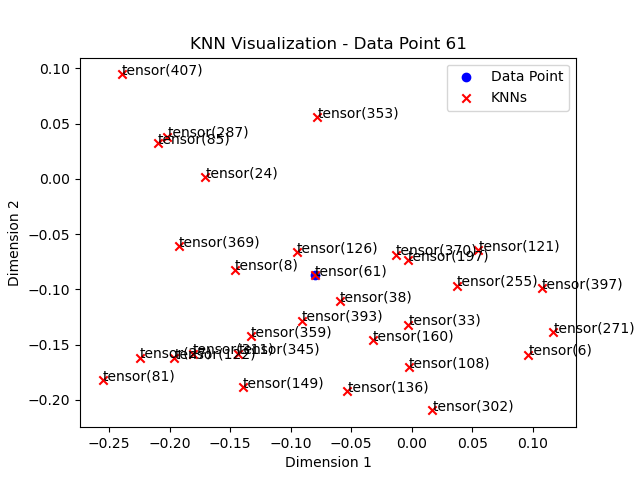 KNN Visualization - Data Point 61
Data Point
KNNs
tensor(407)
tensor(353)
tensor(287)
tensor(85)
tensor(24)
tensor(369)
tensor(126)
tensor(370)
tensor(121)
tensor(197)
tensor(8)
tensor(61)
tensor(255)
tensor(397)
tensor(38)
tensor(393)
tensor(33)
tensor(271)
tensor(359)
tensor(160)
tensor(311)
tensor(345)
tensor(122)
tensor(6)
tensor(108)
tensor(81)
tensor(149)
tensor(136)
tensor(302)
0.10
0.05
0.00
−0.05
−0.10
−0.15
−0.20
Dimension 2
−0.25
−0.20
−0.15
−0.10
−0.05
0.00
0.05
0.10
Dimension 1